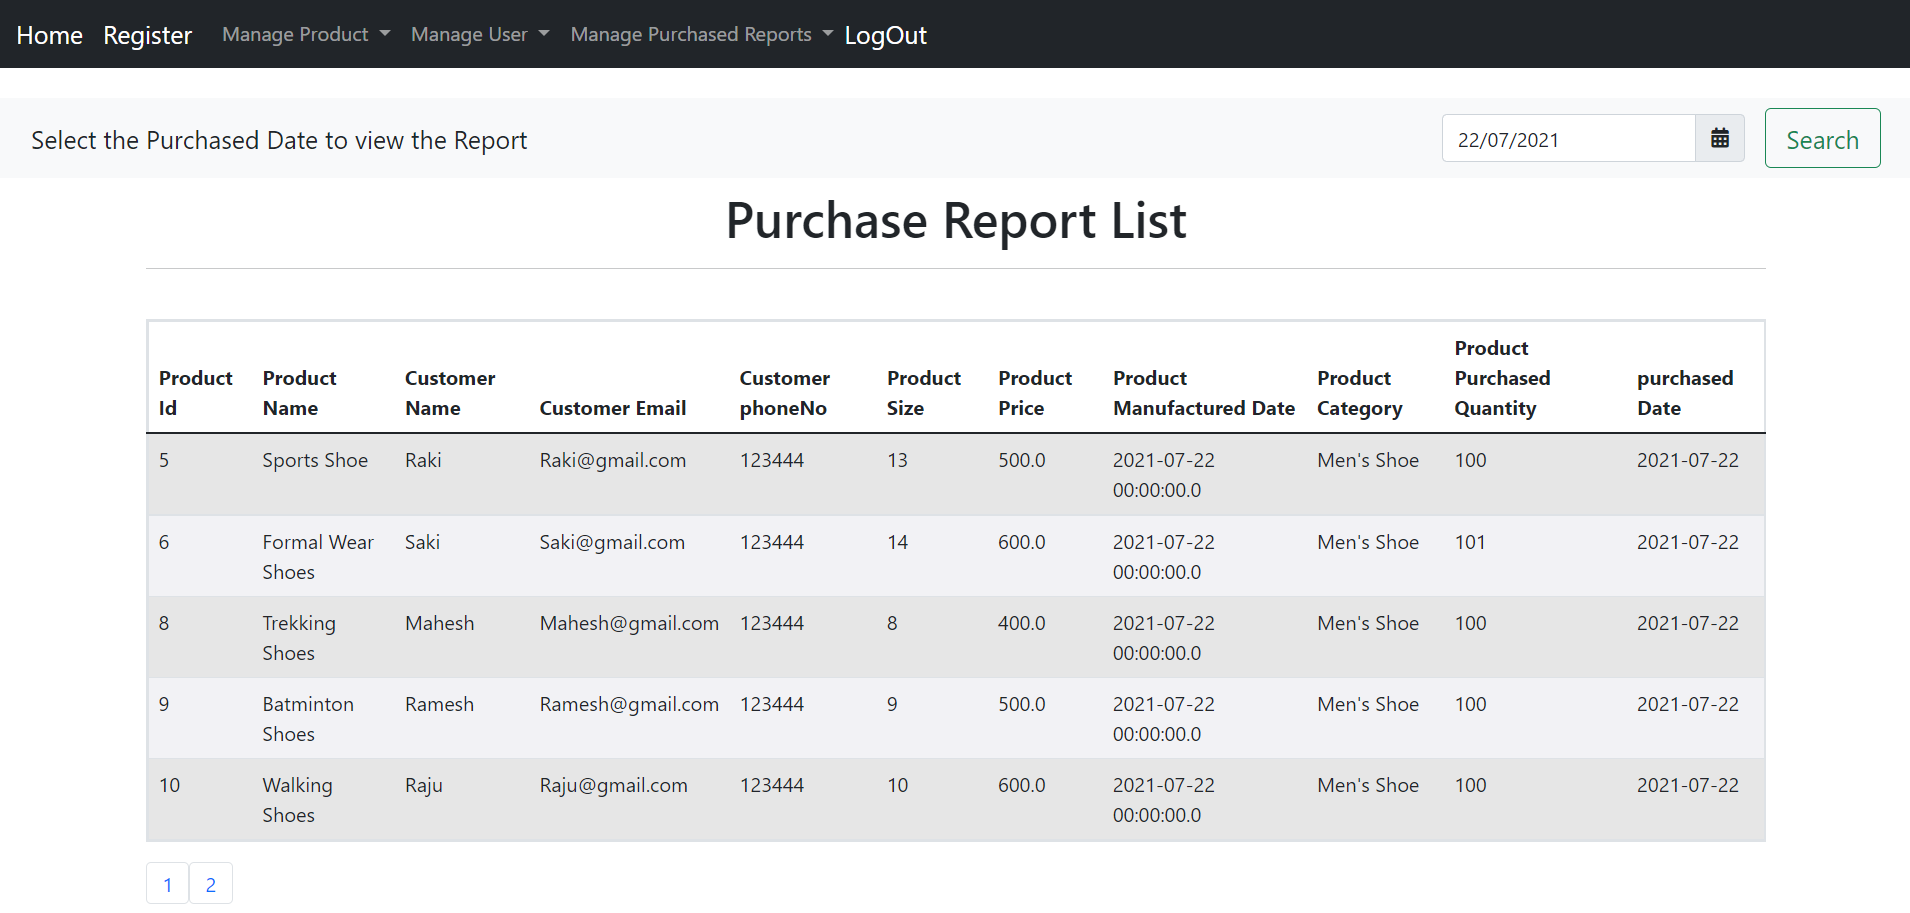 Home Register Manage Product Manage User Manage Purchased Reports LogOut
Select the Purchased Date to view the Report 22/07/2021 Search
Purchase Report List
Product Id Product Name Customer Name Customer Email Customer phoneNo Product Size Product Price Product Manufactured Date Product Category Product Purchased Quantity purchased Date
5 Sports Shoe Raki Raki@gmail.com 123444 13 500.0 2021-07-22 00:00:00.0 Men's Shoe 100 2021-07-22
6 Formal Wear Shoes Saki Saki@gmail.com 123444 14 600.0 2021-07-22 00:00:00.0 Men's Shoe 101 2021-07-22
8 Trekking Shoes Mahesh Mahesh@gmail.com 123444 8 400.0 2021-07-22 00:00:00.0 Men's Shoe 100 2021-07-22
9 Batminton Shoes Ramesh Ramesh@gmail.com 123444 9 500.0 2021-07-22 00:00:00.0 Men's Shoe 100 2021-07-22
10 Walking Shoes Raju Raju@gmail.com 123444 10 600.0 2021-07-22 00:00:00.0 Men's Shoe 100 2021-07-22
1 2